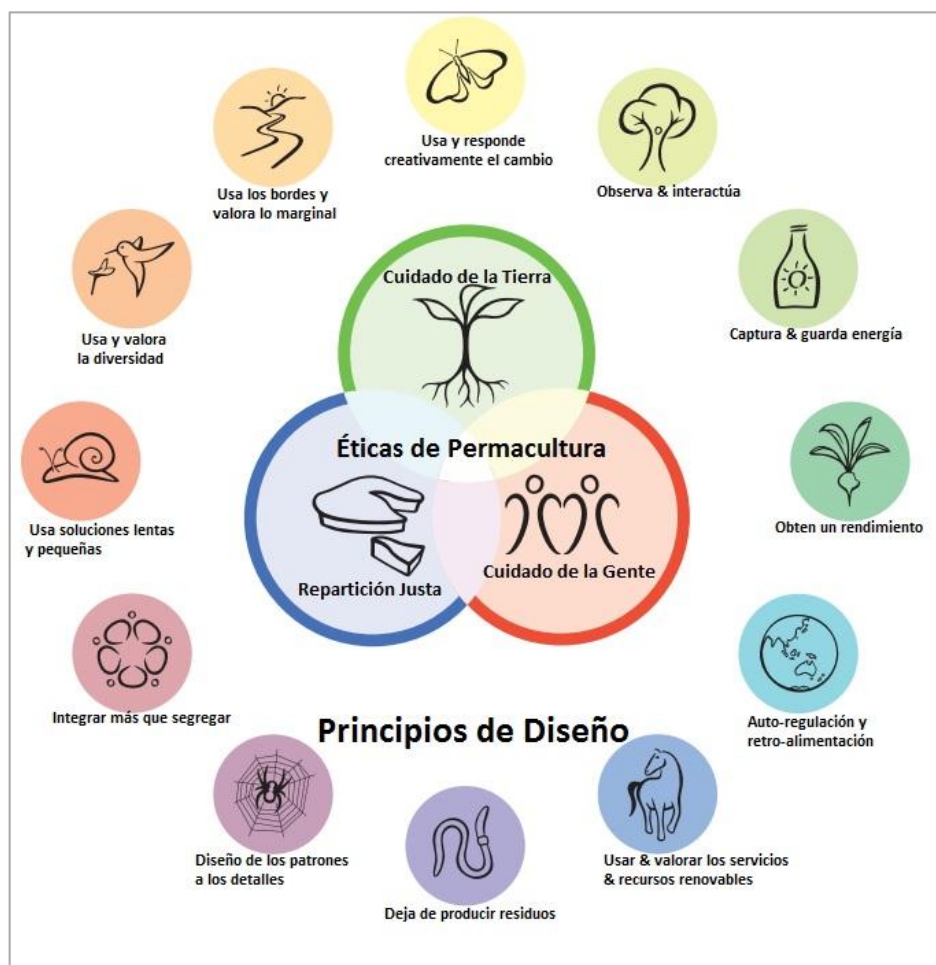 Usa y responde
creativamente el cambio
Observa & interactúa
Usa los bordes y
valora lo marginal
Cuidado de la Tierra
Captura & guarda energía
Usa y valora
la diversidad
Éticas de Permacultura
Usa soluciones lentas
y pequeñas
Obten un rendimiento
Cuidado de la Gente
Repartición Justa
Integrar más que segregar
Principios de Diseño
Auto-regulación y
retro-alimentación
Diseño de los patrones
a los detalles
Usar & valorar los servicios
& recursos renovables
Deja de producir residuos